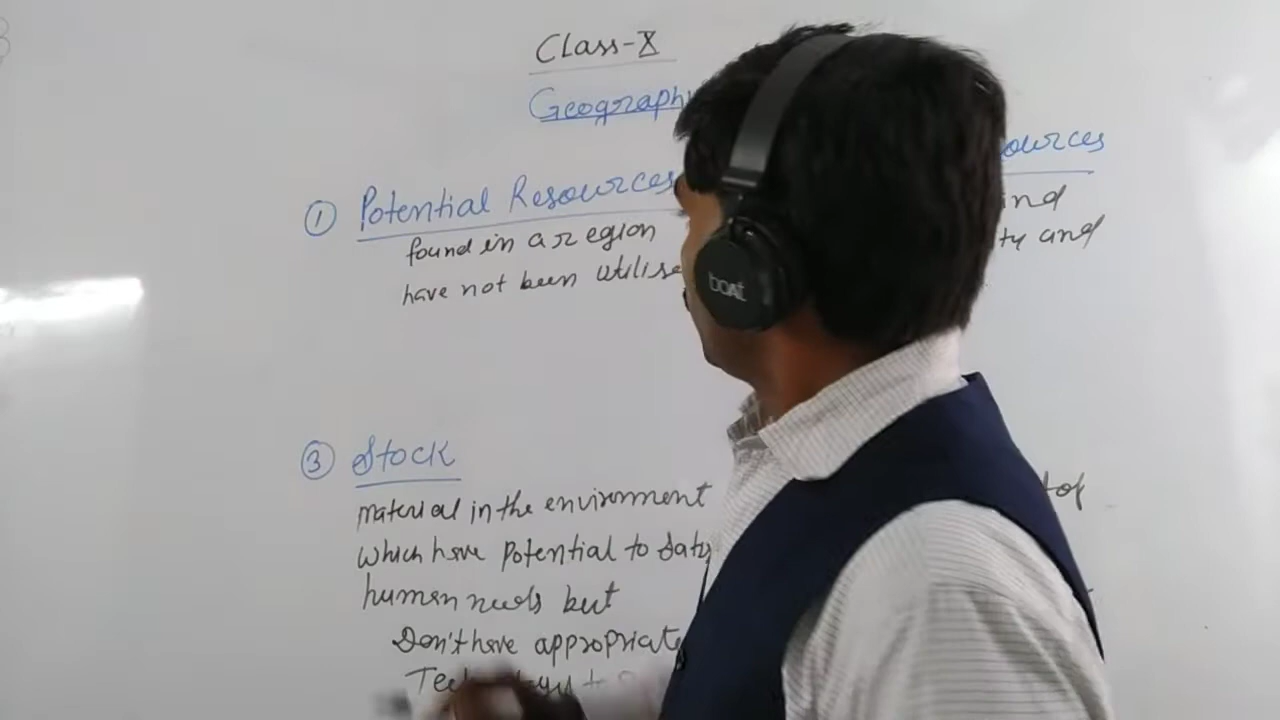 Class-X
Geography
① Potential Resources
found in a region
have not been utilise
ources
ind
ty and
③ Stock
material in the environment
which have potential to Saty
human needs but
Don't have appropriate
tof
boAt